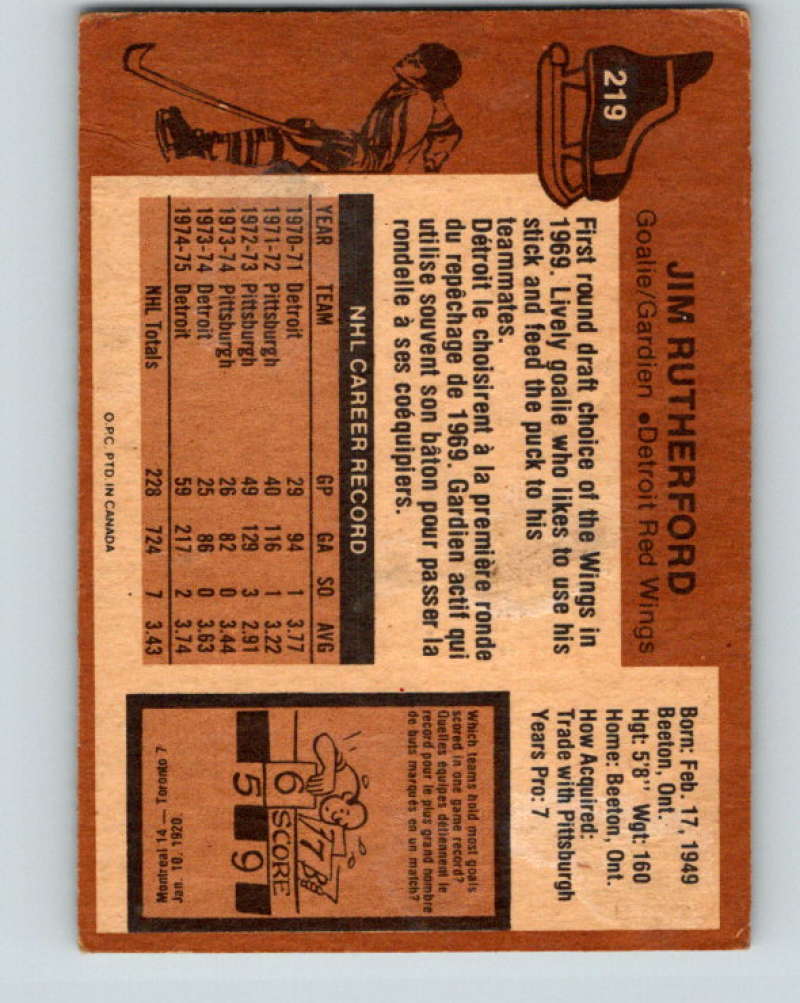 219
JIM RUTHERFORD
Goalie/Gardien •Detroit Red Wings
First round draft choice of the Wings in
1969. Lively goalie who likes to use his
stick and feed the puck to his
teammates.
Détroit le choisirent à la première ronde
du repêchage de 1969. Gardien actif qui
utilise souvent son bâton pour passer la
rondelle à ses coéquipiers.
Born: Feb. 17, 1949
Beeton, Ont.
Hgt: 5'8" Wgt: 160
Home: Beeton, Ont.
How Acquired:
Trade with Pittsburgh
Years Pro: 7
NHL CAREER RECORD
YEAR TEAM GP GA SO AVG
1970-71 Detroit 29 94 1 3.77
1971-72 Pittsburgh 40 116 1 3.22
1972-73 Pittsburgh 49 129 3 2.91
1973-74 Pittsburgh 26 82 0 3.44
1973-74 Detroit 25 86 0 3.63
1974-75 Detroit 59 217 2 3.74
NHL Totals 228 724 7 3.43
O.P.C. PTD. IN CANADA
Which teams hold most goals
scored in one game record?
Quelles équipes détiennent le
record pour le plus grand nombre
de buts marqués en un match?
17
6 SCORE
5 9
Montreal 14 — Toronto 7
Jan. 10, 1920